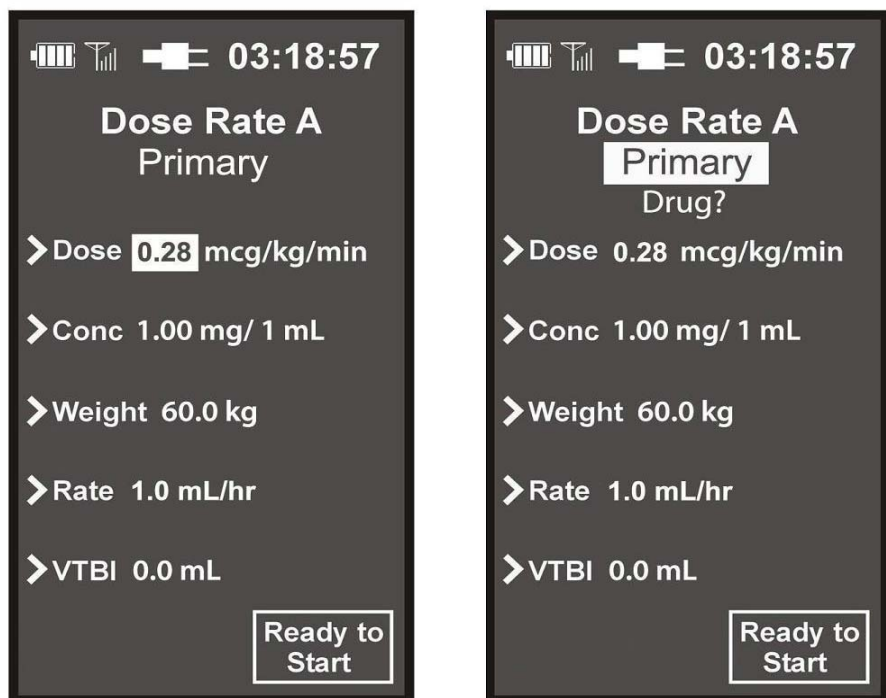 03:18:57
Dose Rate A
Primary
Dose 0.28 mcg/kg/min
Conc 1.00 mg/ 1 mL
Weight 60.0 kg
Rate 1.0 mL/hr
VTBI 0.0 mL
Ready to
Start
03:18:57
Dose Rate A
Primary
Drug?
Dose 0.28 mcg/kg/min
Conc 1.00 mg/ 1 mL
Weight 60.0 kg
Rate 1.0 mL/hr
VTBI 0.0 mL
Ready to
Start